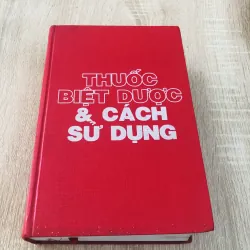 THUỐC
BIỆT DƯỢC
& CÁCH
SỬ DỤNG